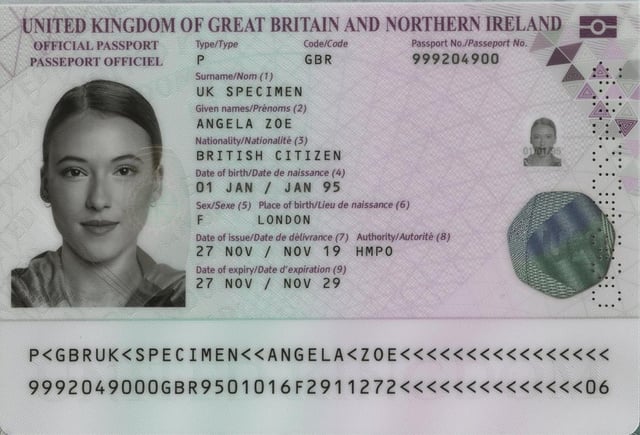 UNITED KINGDOM OF GREAT BRITAIN AND NORTHERN IRELAND
OFFICIAL PASSPORT
PASSEPORT OFFICIEL
Type/Type Code/Code Passport No./Passeport No.
P GBR 999204900
Surname/Nom (1)
UK SPECIMEN
Given names/Prénoms (2)
ANGELA ZOE
Nationality/Nationalité (3)
BRITISH CITIZEN
Date of birth/Date de naissance (4)
01 JAN / JAN 95
Sex/Sexe (5) Place of birth/Lieu de naissance (6)
F LONDON
Date of issue/Date de délivrance (7) Authority/Autorité (8)
27 NOV / NOV 19 HMPO
Date of expiry/Date d'expiration (9)
27 NOV / NOV 29
P<GBRUK<SPECIMEN<<ANGELA<ZOE<<<<<<<<<<<<<<<<
9992049000GBR9501016F2911272<<<<<<<<<<<<<<06